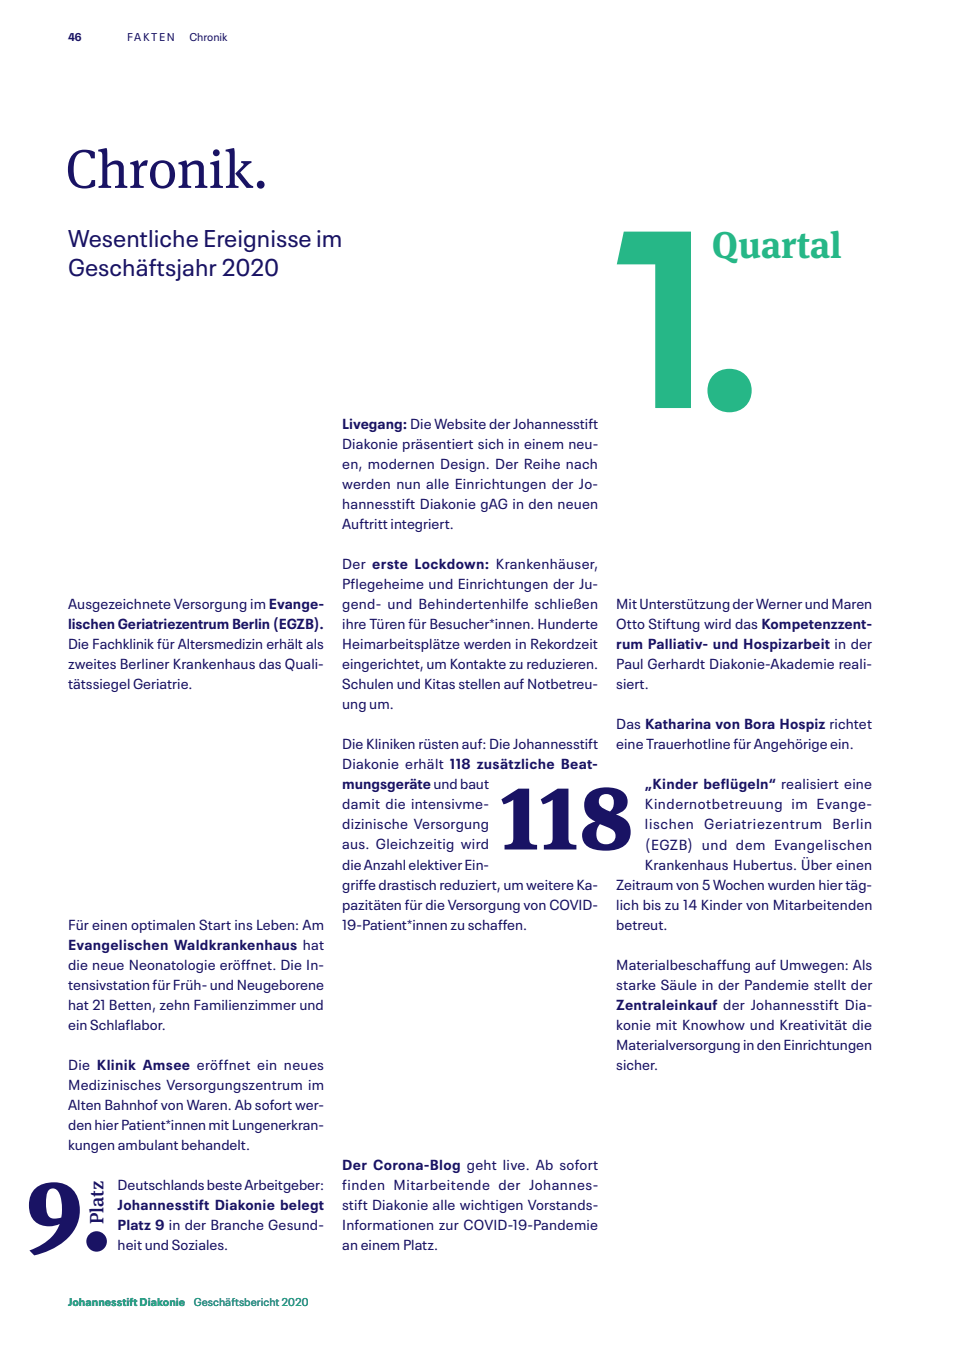 46 FAKTEN Chronik
Chronik.
Wesentliche Ereignisse im
Geschäftsjahr 2020
1. Quartal
Ausgezeichnete Versorgung im Evange-
lischen Geriatriezentrum Berlin (EGZB).
Die Fachklinik für Altersmedizin erhält als
zweites Berliner Krankenhaus das Quali-
tätssiegel Geriatrie.
Für einen optimalen Start ins Leben: Am
Evangelischen Waldkrankenhaus hat
die neue Neonatologie eröffnet. Die In-
tensivstation für Früh- und Neugeborene
hat 21 Betten, zehn Familienzimmer und
ein Schlaflabor.
Die Klinik Amsee eröffnet ein neues
Medizinisches Versorgungszentrum im
Alten Bahnhof von Waren. Ab sofort wer-
den hier Patient*innen mit Lungenerkran-
kungen ambulant behandelt.
9. Platz
Deutschlands beste Arbeitgeber:
Johannesstift Diakonie belegt
Platz 9 in der Branche Gesund-
heit und Soziales.
Livegang: Die Website der Johannesstift
Diakonie präsentiert sich in einem neu-
en, modernen Design. Der Reihe nach
werden nun alle Einrichtungen der Jo-
hannesstift Diakonie gAG in den neuen
Auftritt integriert.
Der erste Lockdown: Krankenhäuser,
Pflegeheime und Einrichtungen der Ju-
gend- und Behindertenhilfe schließen
ihre Türen für Besucher*innen. Hunderte
Heimarbeitsplätze werden in Rekordzeit
eingerichtet, um Kontakte zu reduzieren.
Schulen und Kitas stellen auf Notbetreu-
ung um.
Die Kliniken rüsten auf: Die Johannesstift
Diakonie erhält 118 zusätzliche Beat-
mungsgeräte und baut
damit die intensivme-
dizinische Versorgung
aus. Gleichzeitig wird
die Anzahl elektiver Ein-
griffe drastisch reduziert, um weitere Ka-
pazitäten für die Versorgung von COVID-
19-Patient*innen zu schaffen.
118
Der Corona-Blog geht live. Ab sofort
finden Mitarbeitende der Johannes-
stift Diakonie alle wichtigen Vorstands-
Informationen zur COVID-19-Pandemie
an einem Platz.
Mit Unterstützung der Werner und Maren
Otto Stiftung wird das Kompetenzzent-
rum Palliativ- und Hospizarbeit in der
Paul Gerhardt Diakonie-Akademie reali-
siert.
Das Katharina von Bora Hospiz richtet
eine Trauerhotline für Angehörige ein.
„Kinder beflügeln“ realisiert eine
Kindernotbetreuung im Evange-
lischen Geriatriezentrum Berlin
(EGZB) und dem Evangelischen
Krankenhaus Hubertus. Über einen
Zeitraum von 5 Wochen wurden hier täg-
lich bis zu 14 Kinder von Mitarbeitenden
betreut.
Materialbeschaffung auf Umwegen: Als
starke Säule in der Pandemie stellt der
Zentraleinkauf der Johannesstift Dia-
konie mit Knowhow und Kreativität die
Materialversorgung in den Einrichtungen
sicher.
Johannesstift Diakonie Geschäftsbericht 2020